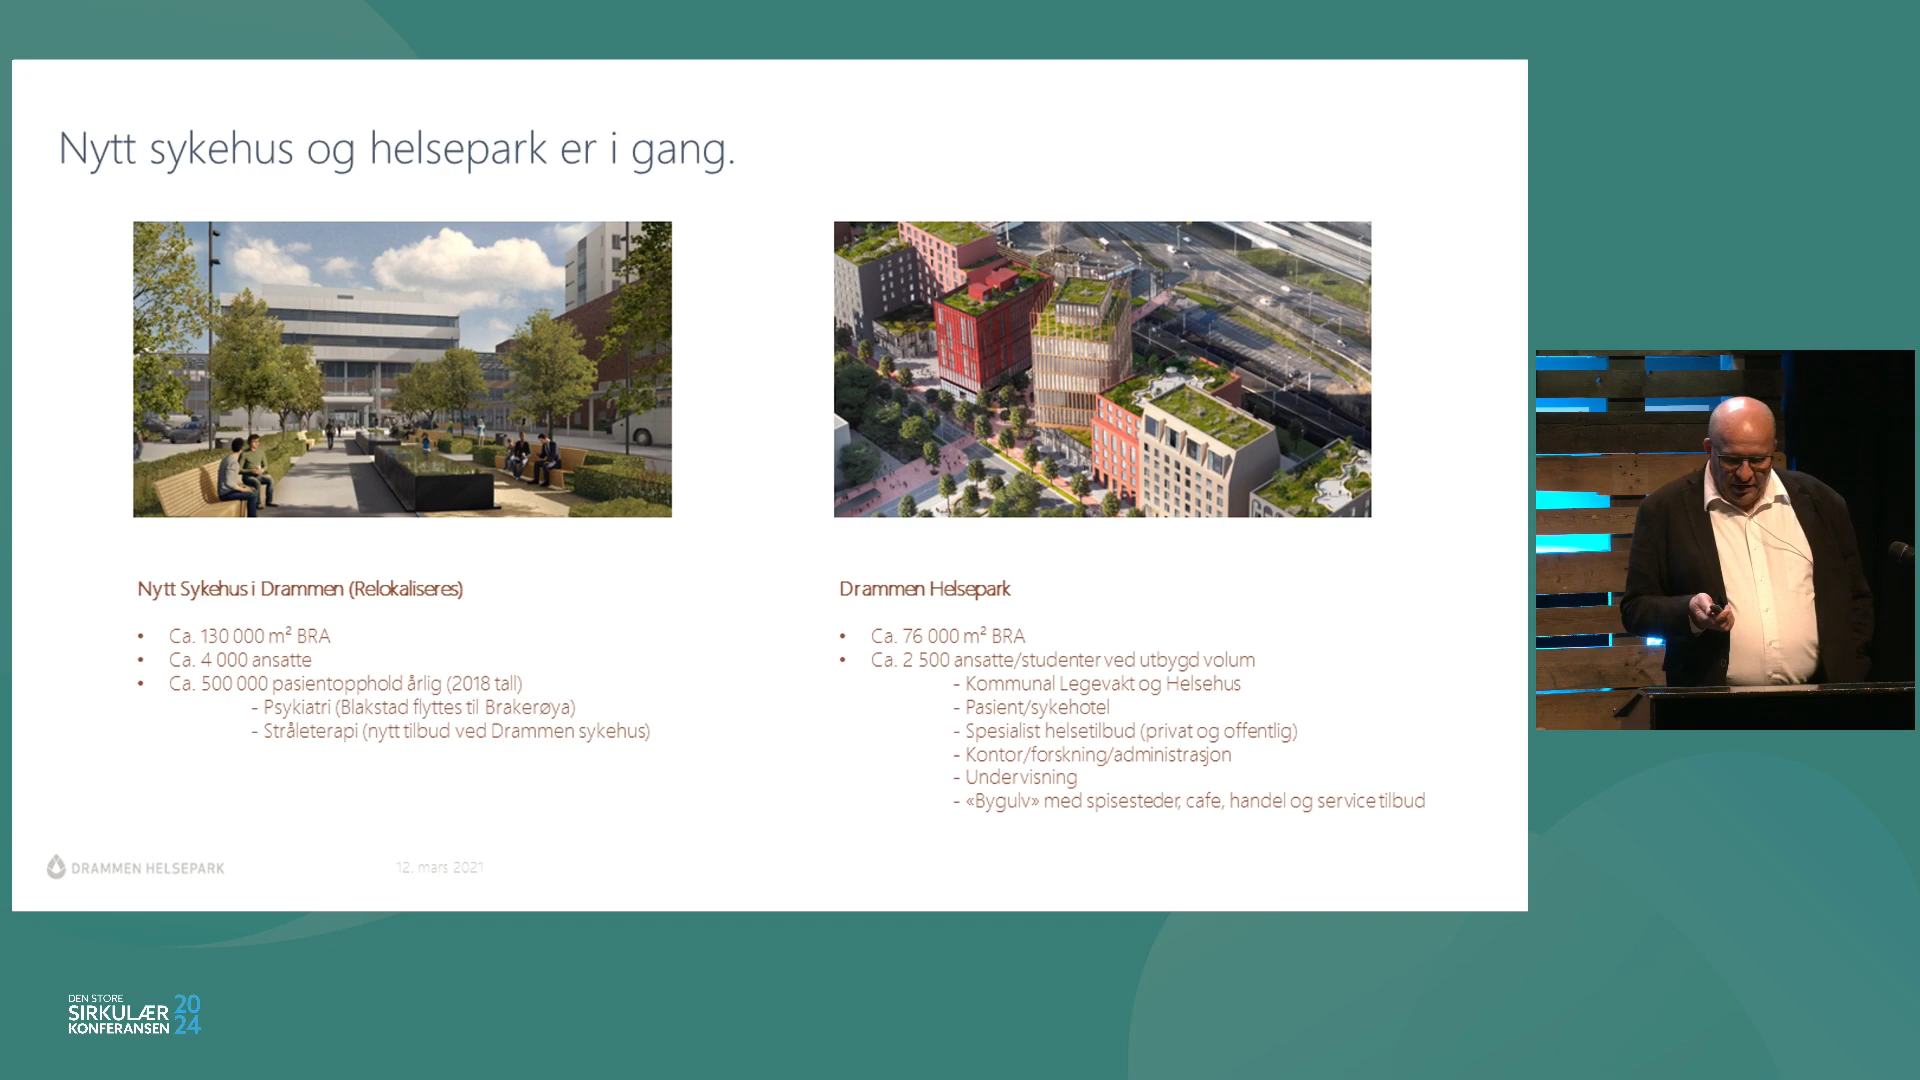 Nytt sykehus og helsepark er i gang.
Nytt Sykehus i Drammen (Relokaliseres)
• Ca. 130 000 m² BRA
• Ca. 4 000 ansatte
• Ca. 500 000 pasientopphold årlig (2018 tall)
- Psykiatri (Blakstad flyttes til Brakerøya)
- Stråleterapi (nytt tilbud ved Drammen sykehus)
Drammen Helsepark
• Ca. 76 000 m² BRA
• Ca. 2 500 ansatte/studenter ved utbygd volum
- Kommunal Legevakt og Helsehus
- Pasient/sykehotel
- Spesialist helsetilbud (privat og offentlig)
- Kontor/forskning/administrasjon
- Undervisning
- «Bygulv» med spisesteder, cafe, handel og service tilbud
DRAMMEN HELSEPARK
12. mars 2021
DEN STORE
SIRKULÆR
KONFERANSEN
20
24